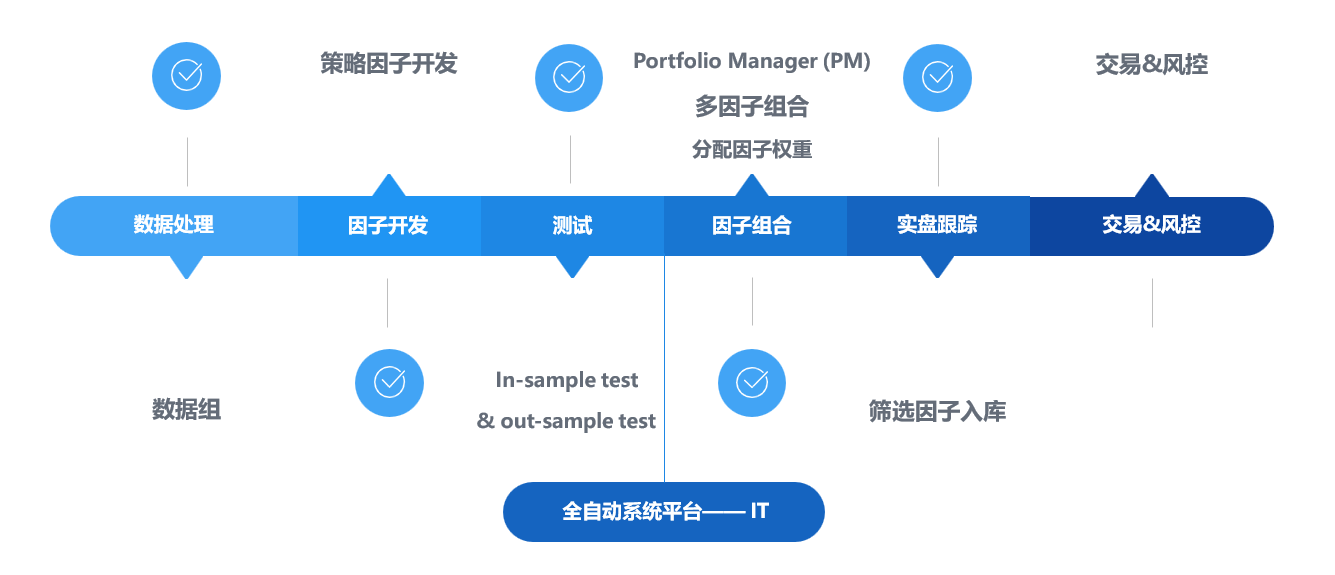 策略因子开发
Portfolio Manager (PM)
多因子组合
分配因子权重
交易&风控
数据处理
因子开发
测试
因子组合
实盘跟踪
交易&风控
数据组
In-sample test
& out-sample test
筛选因子入库
全自动系统平台—— IT